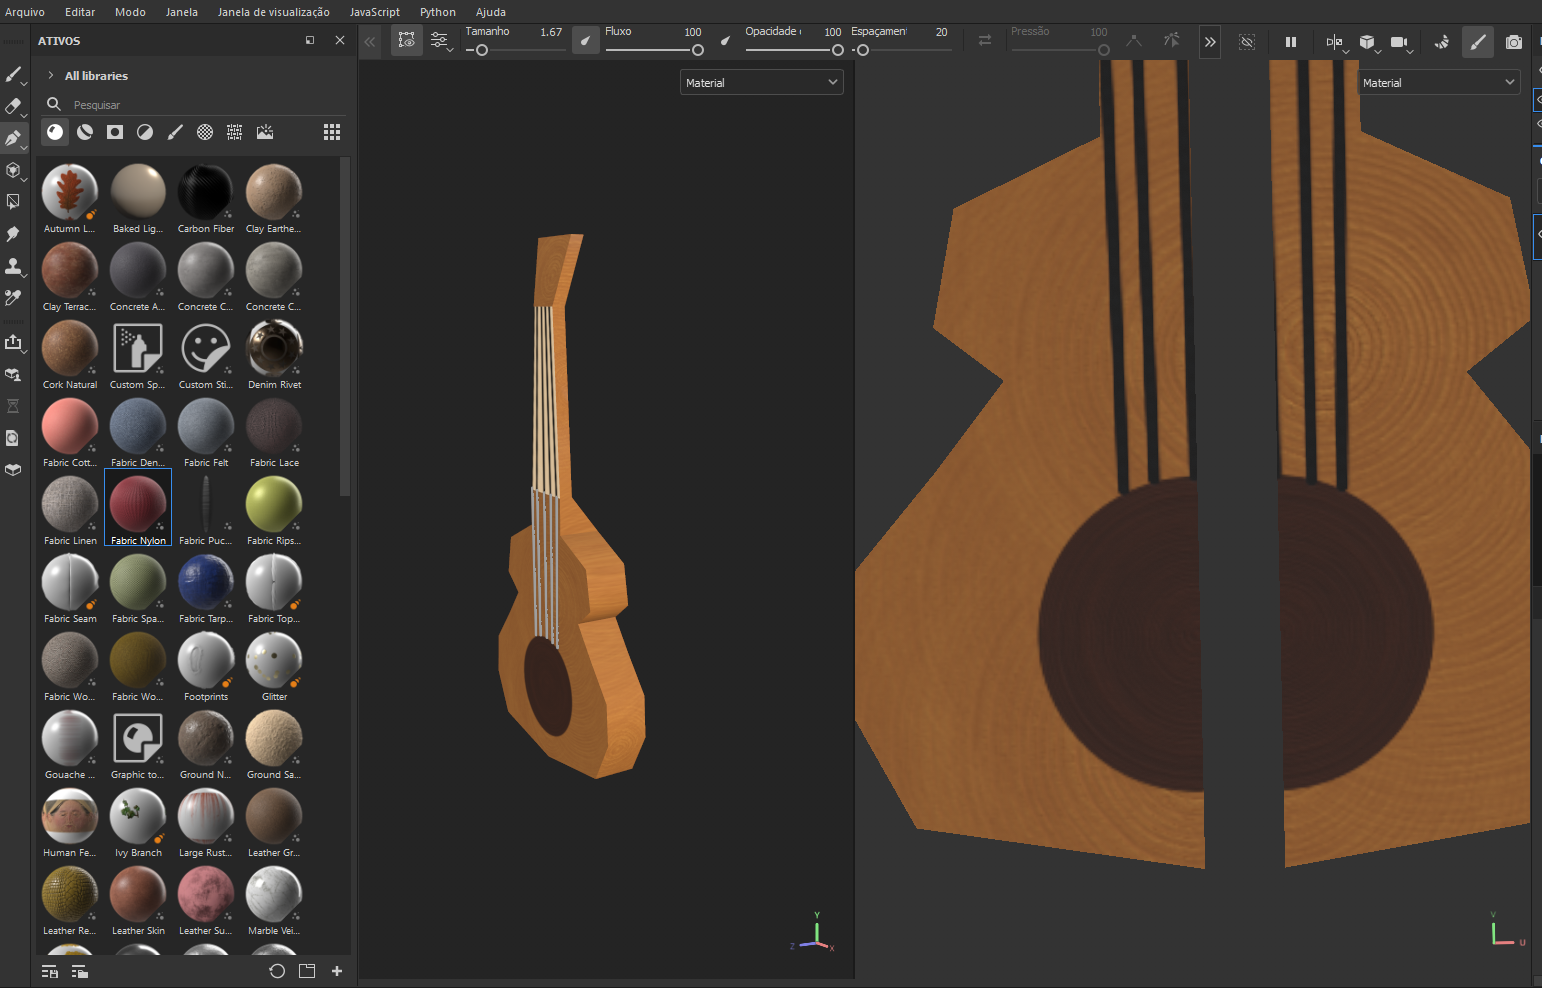 Arquivo Editar Modo Janela Janela de visualização JavaScript Python Ajuda
ATIVOS
All libraries
Pesquisar
Tamanho 1.67 Fluxo 100 Opacidade 100 Espaçament 20 Pressão 100
Material
Material
Autumn L... Baked Lig... Carbon Fiber Clay Earthe...
Clay Terrac... Concrete A... Concrete C... Concrete C...
Cork Natural Custom Sp... Custom Sti... Denim Rivet
Fabric Cott... Fabric Den... Fabric Felt Fabric Lace
Fabric Linen Fabric Nylon Fabric Puc... Fabric Rips...
Fabric Seam Fabric Spa... Fabric Tarp... Fabric Top...
Fabric Wo... Fabric Wo... Footprints Glitter
Gouache ... Graphic to... Ground N... Ground Sa...
Human Fe... Ivy Branch Large Rust... Leather Gr...
Leather Re... Leather Skin Leather Su... Marble Vei...
Y
Z
X
V
U